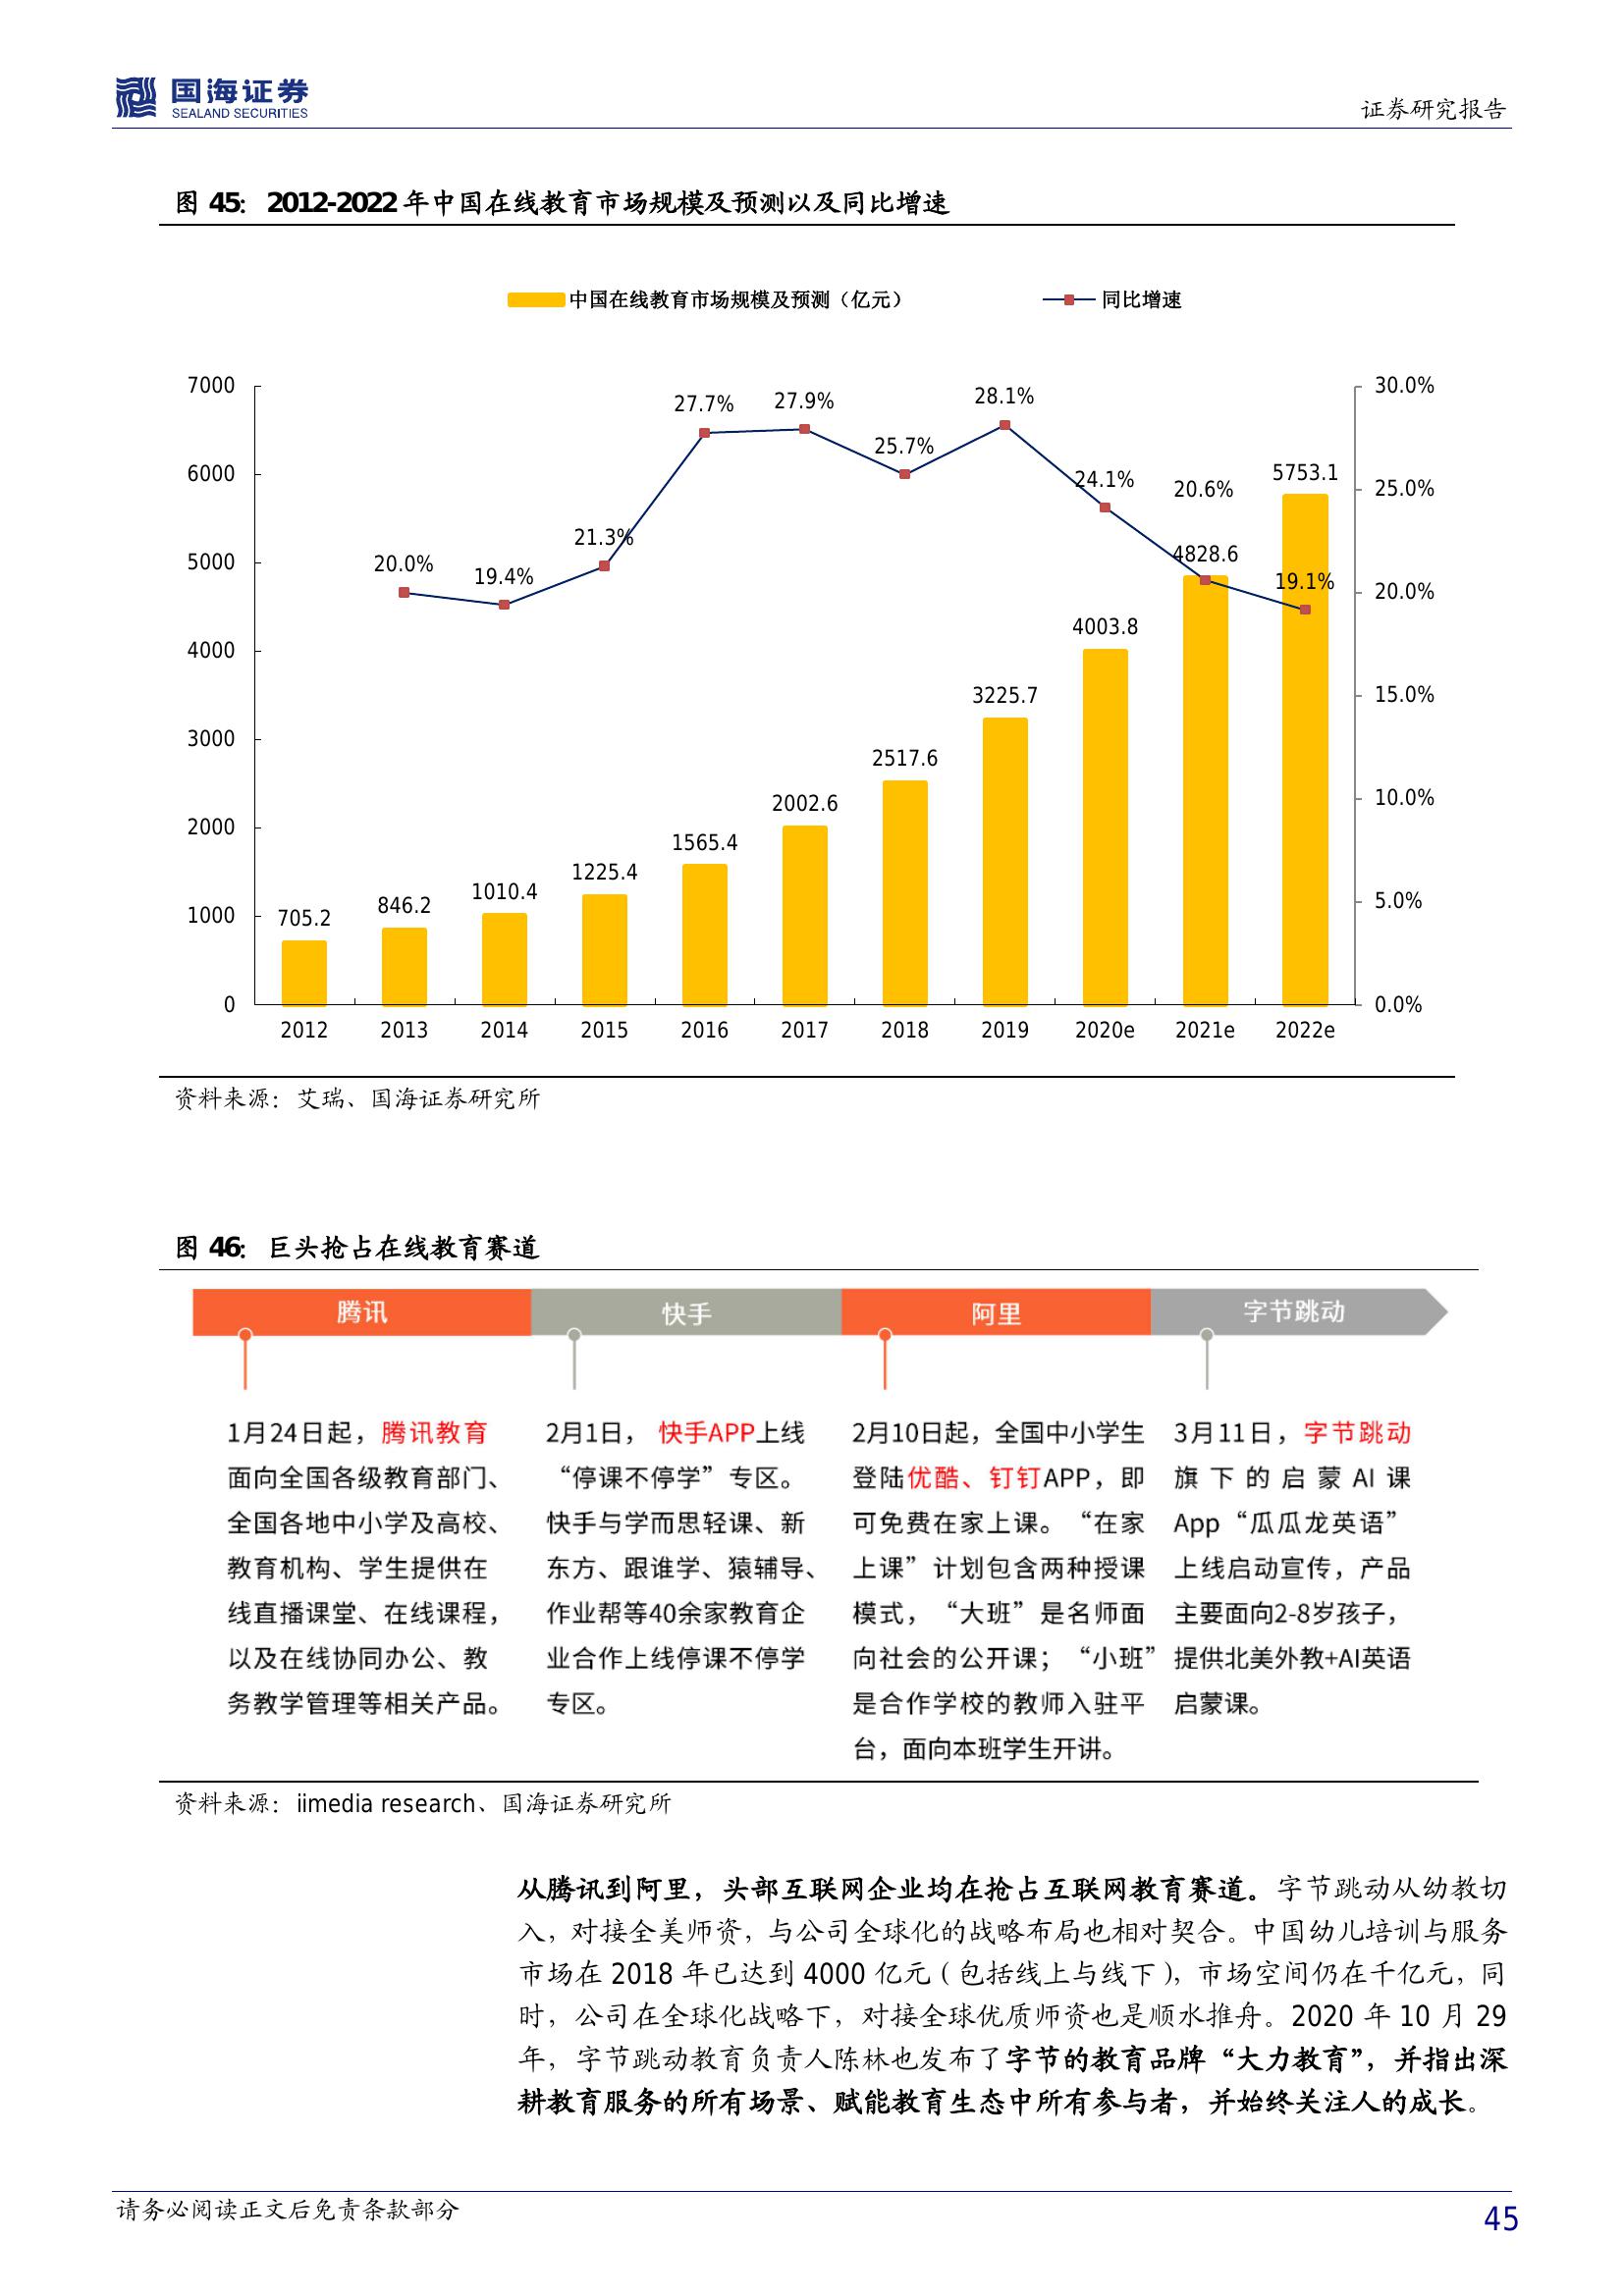 国海证券
SEALAND SECURITIES
证券研究报告
图 45: 2012-2022 年中国在线教育市场规模及预测以及同比增速
中国在线教育市场规模及预测（亿元） 同比增速
7000
6000
5000
4000
3000
2000
1000
0
30.0%
25.0%
20.0%
15.0%
10.0%
5.0%
0.0%
20.0% 19.4% 21.3% 27.7% 27.9% 25.7% 28.1% 24.1% 20.6% 19.1%
705.2 846.2 1010.4 1225.4 1565.4 2002.6 2517.6 3225.7 4003.8 4828.6 5753.1
2012 2013 2014 2015 2016 2017 2018 2019 2020e 2021e 2022e
资料来源：艾瑞、国海证券研究所
图 46: 巨头抢占在线教育赛道
腾讯 快手 阿里 字节跳动
1月24日起，腾讯教育
面向全国各级教育部门、
全国各地中小学及高校、
教育机构、学生提供在
线直播课堂、在线课程，
以及在线协同办公、教
务教学管理等相关产品。
2月1日， 快手APP上线
“停课不停学”专区。
快手与学而思轻课、新
东方、跟谁学、猿辅导、
作业帮等40余家教育企
业合作上线停课不停学
专区。
2月10日起，全国中小学生
登陆优酷、钉钉APP，即
可免费在家上课。“在家
上课”计划包含两种授课
模式，“大班”是名师面
向社会的公开课；“小班”
是合作学校的教师入驻平
台，面向本班学生开讲。
3月11日，字节跳动
旗下的启蒙AI课
App“瓜瓜龙英语”
上线启动宣传，产品
主要面向2-8岁孩子，
提供北美外教+AI英语
启蒙课。
资料来源：iimedia research、国海证券研究所
从腾讯到阿里，头部互联网企业均在抢占互联网教育赛道。字节跳动从幼教切
入，对接全美师资，与公司全球化的战略布局也相对契合。中国幼儿培训与服务
市场在 2018 年已达到 4000 亿元（包括线上与线下），市场空间仍在千亿元，同
时，公司在全球化战略下，对接全球优质师资也是顺水推舟。2020 年 10 月 29
年，字节跳动教育负责人陈林也发布了字节的教育品牌“大力教育”，并指出深
耕教育服务的所有场景、赋能教育生态中所有参与者，并始终关注人的成长。
请务必阅读正文后免责条款部分
45